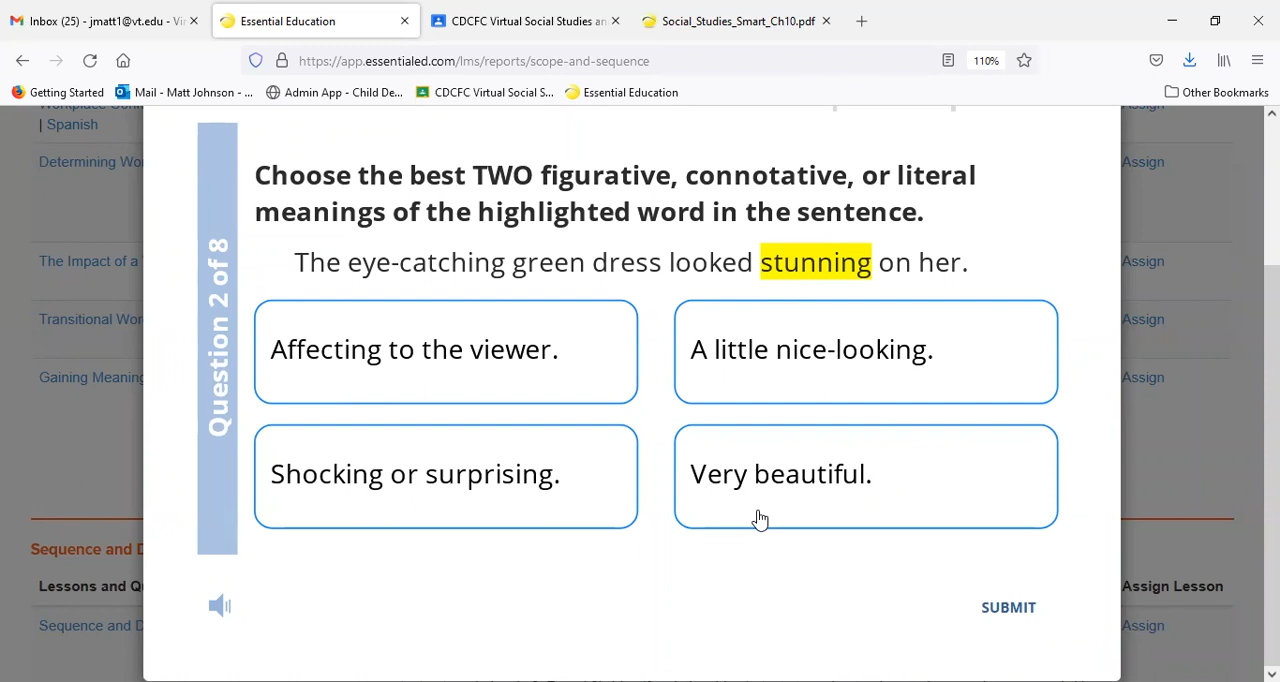 Inbox (25) - jmatt1@vt.edu - Vir
Essential Education
CDCFC Virtual Social Studies an
Social_Studies_Smart_Ch10.pdf
https://app.essentialed.com/lms/reports/scope-and-sequence
110%
Getting Started
Mail - Matt Johnson - ...
Admin App - Child De...
CDCFC Virtual Social S...
Essential Education
Other Bookmarks
| Spanish
Determining Wo
Assign
The Impact of a
Assign
Transitional Wor
Assign
Gaining Meaning
Assign
Sequence and D
Lessons and Q
Assign Lesson
Sequence and D
Assign
Question 2 of 8
Choose the best TWO figurative, connotative, or literal
meanings of the highlighted word in the sentence.
The eye-catching green dress looked stunning on her.
Affecting to the viewer.
A little nice-looking.
Shocking or surprising.
Very beautiful.
SUBMIT